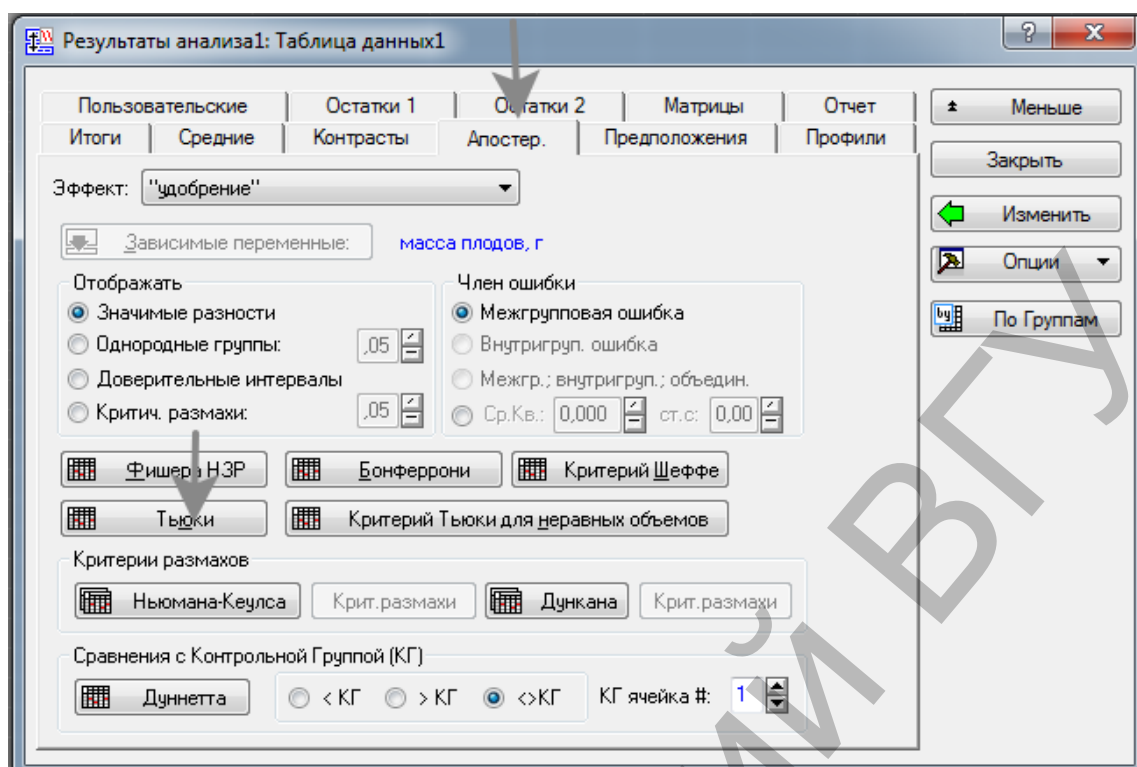 Результаты анализа1: Таблица данных1
Пользовательские Остатки 1 Остатки 2 Матрицы Отчет
Итоги Средние Контрасты Апостер. Предположения Профили
Меньше
Закрыть
Изменить
Опции
По Группам
Эффект: "удобрение"
Зависимые переменные: масса плодов, г
Отображать
Значимые разности
Однородные группы: ,05
Доверительные интервалы
Критич. размахи: ,05
Член ошибки
Межгрупповая ошибка
Внутригруп. ошибка
Межгр.; внутригруп.; объедин.
Ср.Кв.: 0,000 ст.с: 0,00
Фишера НЗР Бонферрони Критерий Шеффе
Тьюки Критерий Тьюки для неравных объемов
Критерии размахов
Ньюмана-Кеулса Крит.размахи Дункана Крит.размахи
Сравнения с Контрольной Группой (КГ)
Дуннетта < КГ > КГ <>КГ КГ ячейка #: 1
ИЙ ВГУ